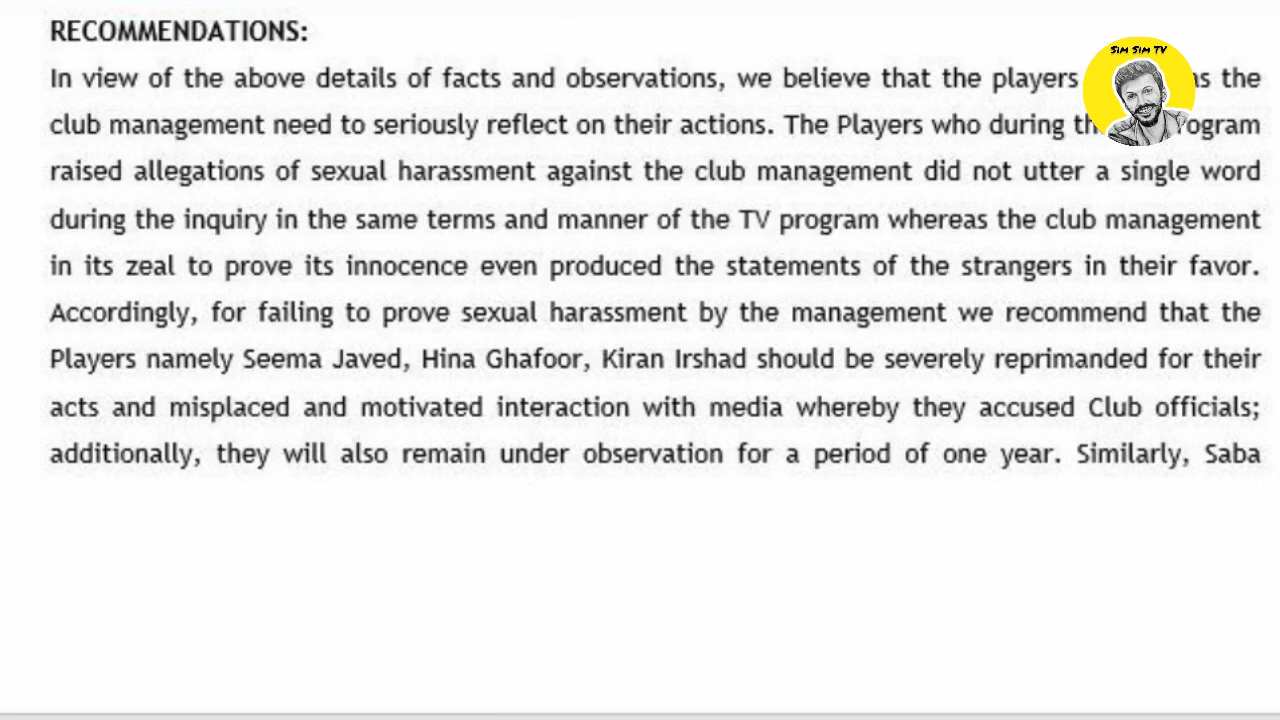 RECOMMENDATIONS:
SIM SIM TV
In view of the above details of facts and observations, we believe that the players the
club management need to seriously reflect on their actions. The Players who during
raised allegations of sexual harassment against the club management did not utter a single word
during the inquiry in the same terms and manner of the TV program whereas the club management
in its zeal to prove its innocence even produced the statements of the strangers in their favor.
Accordingly, for failing to prove sexual harassment by the management we recommend that the
Players namely Seema Javed, Hina Ghafoor, Kiran Irshad should be severely reprimanded for their
acts and misplaced and motivated interaction with media whereby they accused Club officials;
additionally, they will also remain under observation for a period of one year. Similarly, Saba